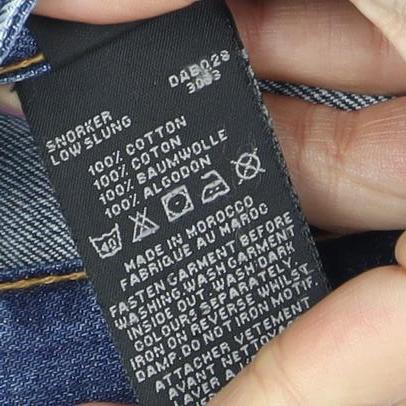 DAB028
3083
SNORKER
LOW SLUNG
100% COTTON
100% COTON
100% BAUMWOLLE
100% ALGODON
40
MADE IN MOROCCO
FABRIQUE AU MAROC
FASTEN GARMENT BEFORE
WASHING. WASH GARMENT
INSIDE OUT. WASH DARK
COLOURS SEPARATELY.
IRON ON REVERSE WHILST
DAMP. DO NOT IRON MOTIF.
ATTACHER VETEMENT
AVANT
LAVER A